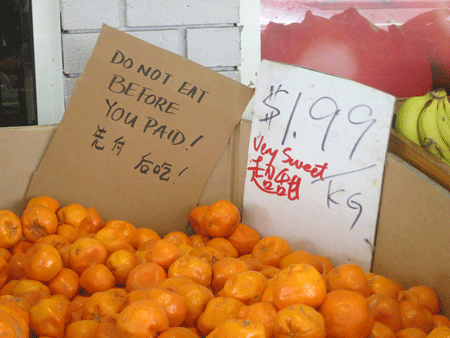 DO NOT EAT
BEFORE
YOU PAID!
先付
后吃!
$1.99
Very Sweet
超甜
/KG